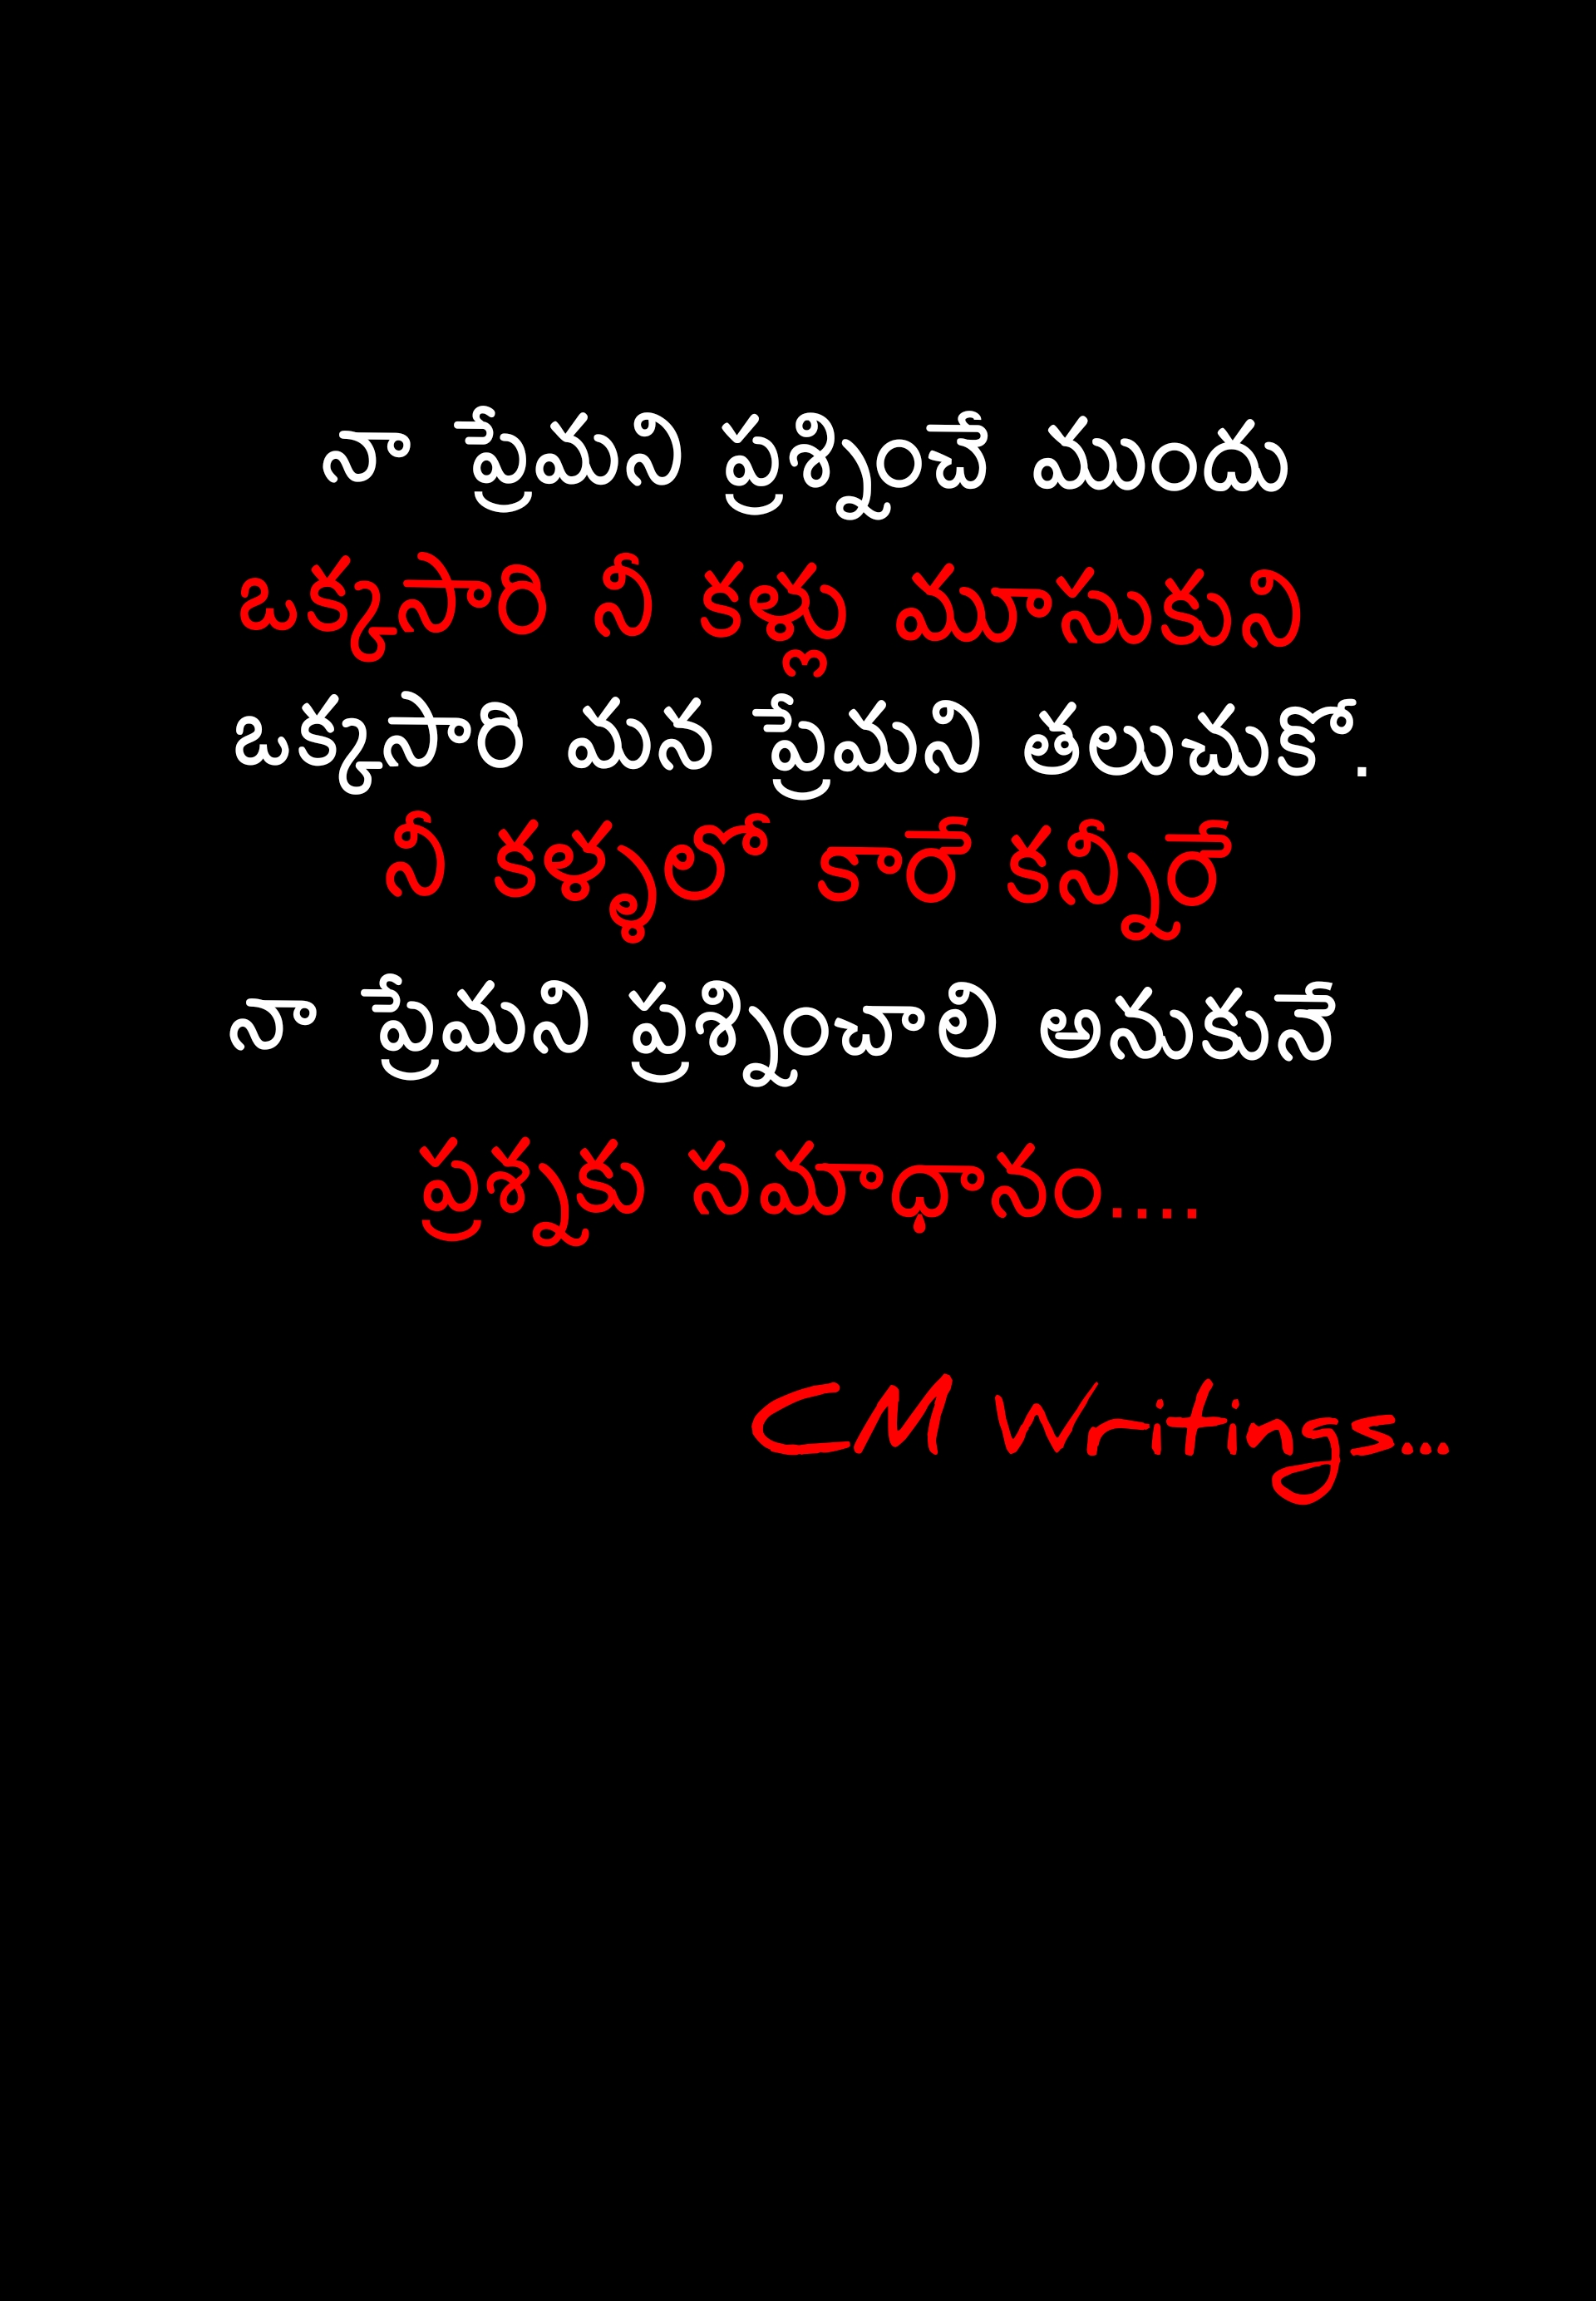 నా ప్రేమని ప్రశ్నించే ముందు
ఒక్కసారి నీ కళ్లు మూసుకుని
ఒక్కసారి మన ప్రేమని తలుచుకో.
నీ కళ్ళలో కారే కన్నీరే
నా ప్రేమని ప్రశ్నించాలి అనుకునే
ప్రశ్నకు సమాధానం....
CM Writings...